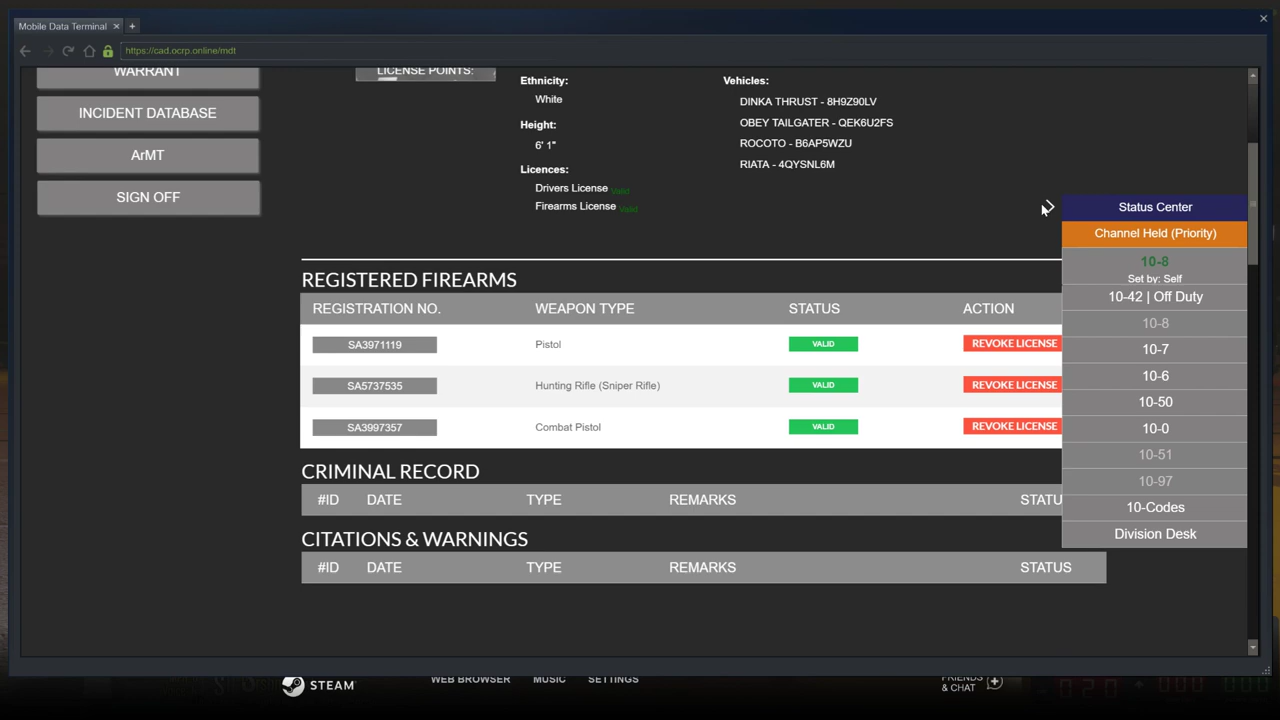 Mobile Data Terminal
https://cad.ocrp.online/mdt
WARRANT
INCIDENT DATABASE
ArMT
SIGN OFF
LICENSE POINTS:
Ethnicity:
White
Height:
6' 1"
Licences:
Drivers License Valid
Firearms License Valid
Vehicles:
DINKA THRUST - 8H9Z90LV
OBEY TAILGATER - QEK6U2FS
ROCOTO - B6AP5WZU
RIATA - 4QYSNL6M
REGISTERED FIREARMS
REGISTRATION NO. WEAPON TYPE STATUS ACTION
SA3971119 Pistol VALID REVOKE LICENSE
SA5737535 Hunting Rifle (Sniper Rifle) VALID REVOKE LICENSE
SA3997357 Combat Pistol VALID REVOKE LICENSE
CRIMINAL RECORD
#ID DATE TYPE REMARKS STATU
CITATIONS & WARNINGS
#ID DATE TYPE REMARKS STATUS
Status Center
Channel Held (Priority)
10-8
Set by: Self
10-42 | Off Duty
10-8
10-7
10-6
10-50
10-0
10-51
10-97
10-Codes
Division Desk
STEAM
WEB BROWSER MUSIC SETTINGS
FRIENDS
& CHAT